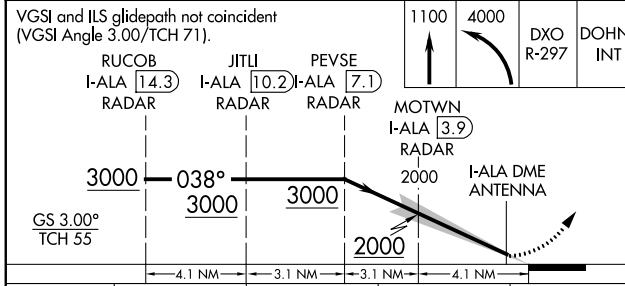 VGSI and ILS glidepath not coincident
(VGSI Angle 3.00/TCH 71).
1100
4000
DXO
R-297
DOHN
INT
RUCOB
I-ALA 14.3
RADAR
JITLI
I-ALA 10.2
RADAR
PEVSE
I-ALA 7.1
RADAR
MOTWN
I-ALA 3.9
RADAR
2000
I-ALA DME
ANTENNA
3000
038°
3000
3000
2000
GS 3.00°
TCH 55
4.1 NM
3.1 NM
3.1 NM
4.1 NM